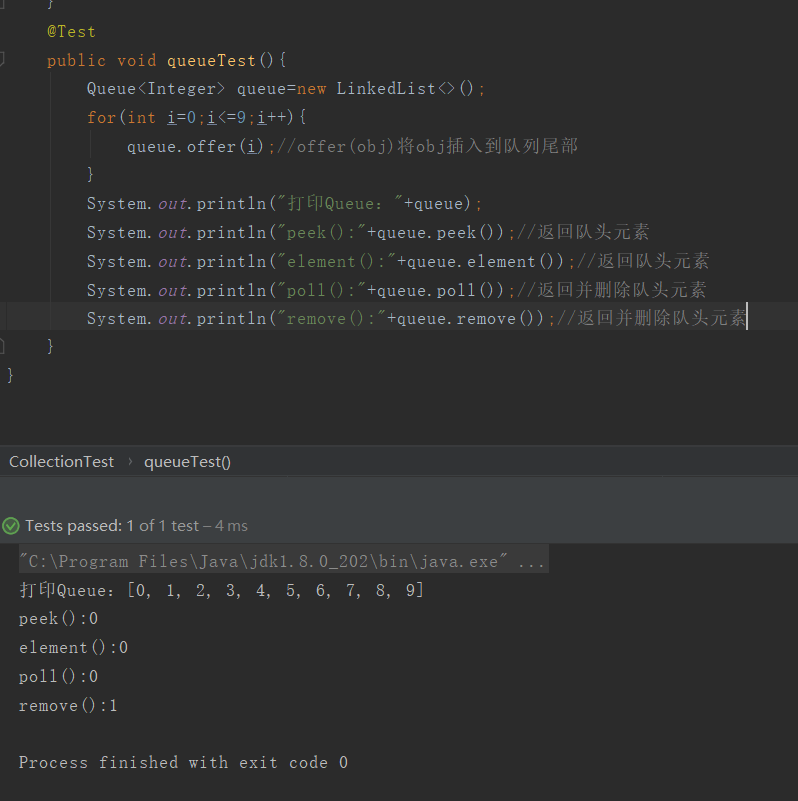 }
@Test
public void queueTest(){
Queue<Integer> queue=new LinkedList<>();
for(int i=0;i<=9;i++){
queue.offer(i);//offer(obj)将obj插入到队列尾部
}
System.out.println("打印Queue："+queue);
System.out.println("peek():"+queue.peek());//返回队头元素
System.out.println("element():"+queue.element());//返回队头元素
System.out.println("poll():"+queue.poll());//返回并删除队头元素
System.out.println("remove():"+queue.remove());//返回并删除队头元素
}
}
CollectionTest › queueTest()
Tests passed: 1 of 1 test – 4 ms
"C:\Program Files\Java\jdk1.8.0_202\bin\java.exe" ...
打印Queue：[0, 1, 2, 3, 4, 5, 6, 7, 8, 9]
peek():0
element():0
poll():0
remove():1
Process finished with exit code 0